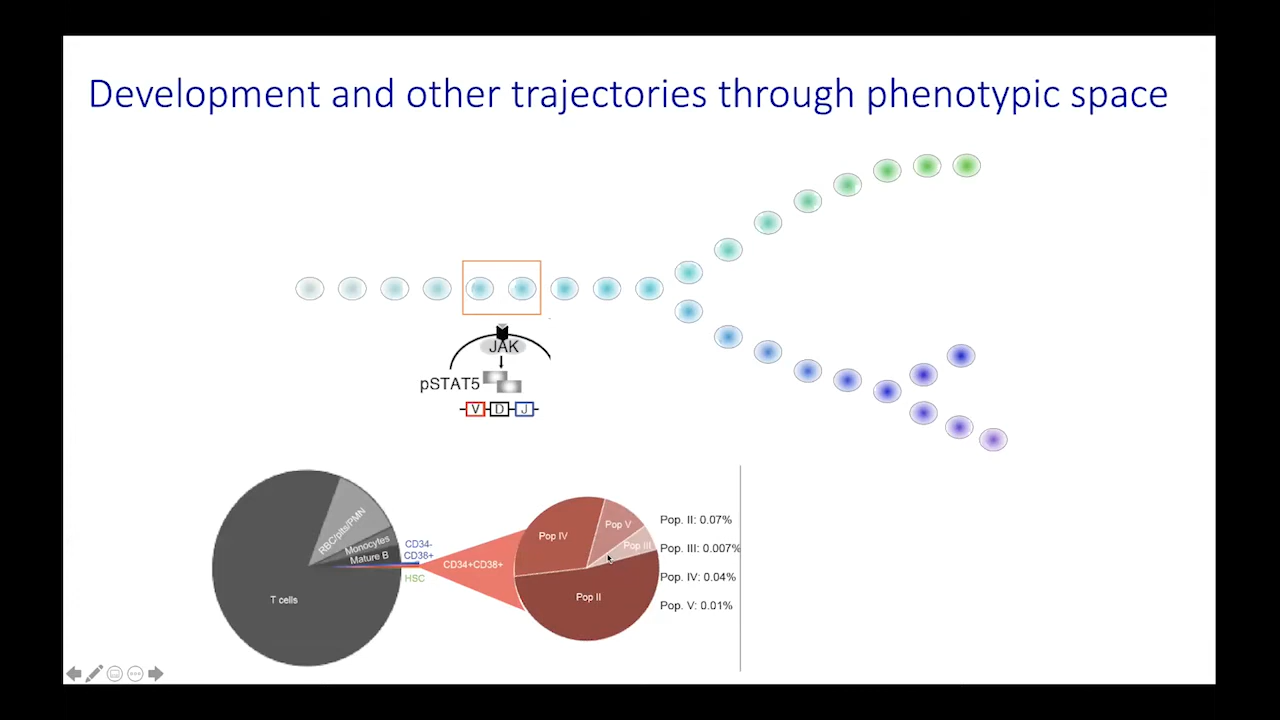 Development and other trajectories through phenotypic space
JAK
pSTAT5
V D J
RBC/plts/PMN
Monocytes
Mature B
T cells
CD34-
CD38+
HSC
CD34+CD38+
Pop IV
Pop V
Pop III
Pop II
Pop. II: 0.07%
Pop. III: 0.007%
Pop. IV: 0.04%
Pop. V: 0.01%